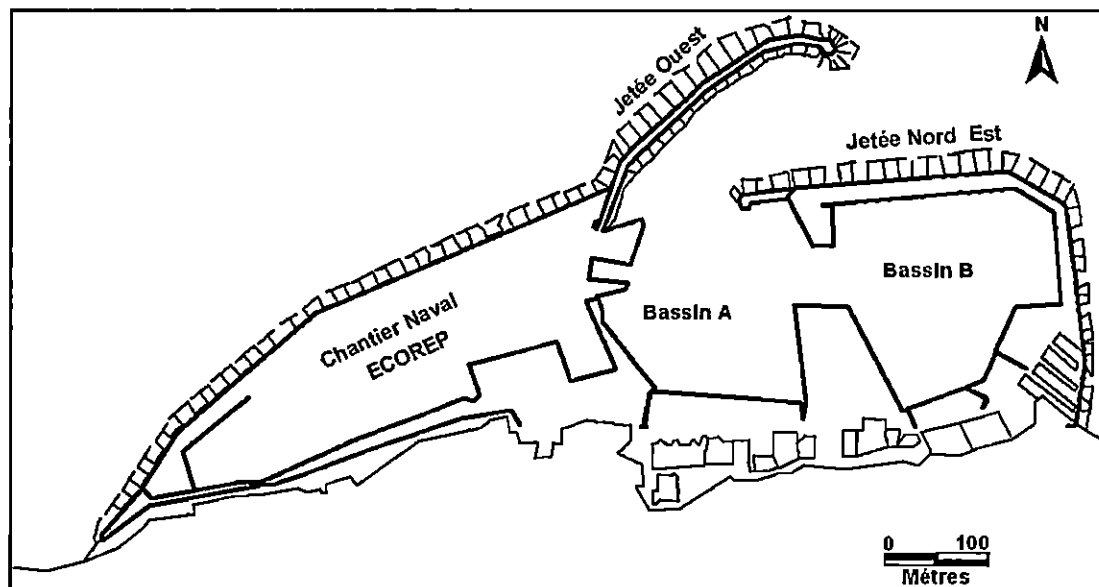 N
Jetée Ouest
Jetée Nord Est
Bassin B
Bassin A
Chantier Naval
ECOREP
0 100
Métres